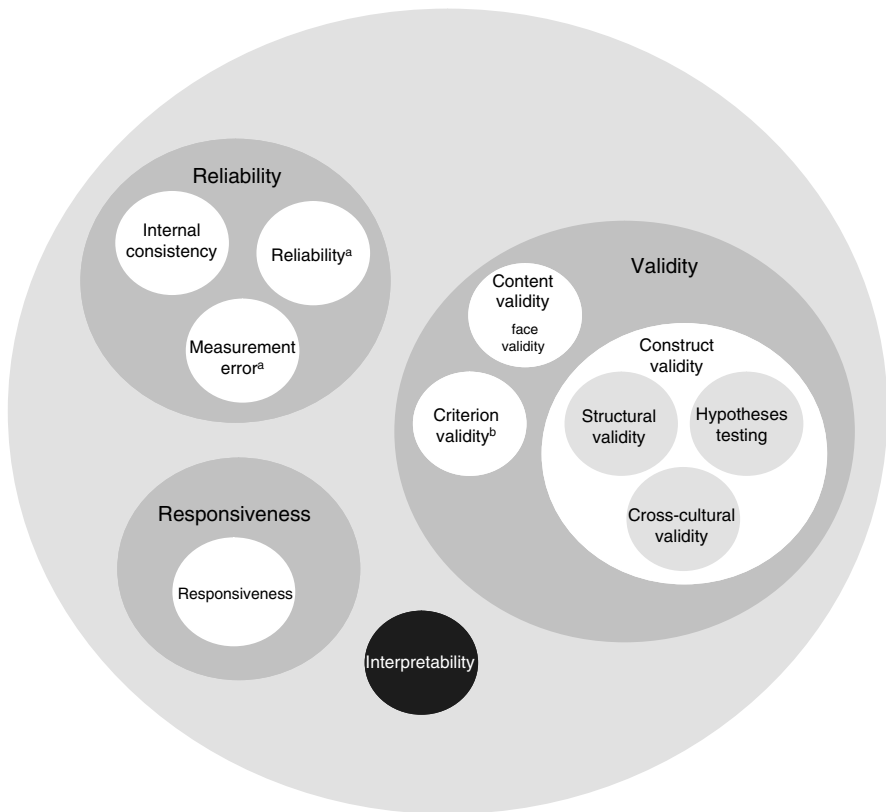 Reliability
Internal
consistency
Reliabilityᵃ
Measurement
errorᵃ
Validity
Content
validity
face
validity
Construct
validity
Criterion
validityᵇ
Structural
validity
Hypotheses
testing
Cross-cultural
validity
Responsiveness
Responsiveness
Interpretability